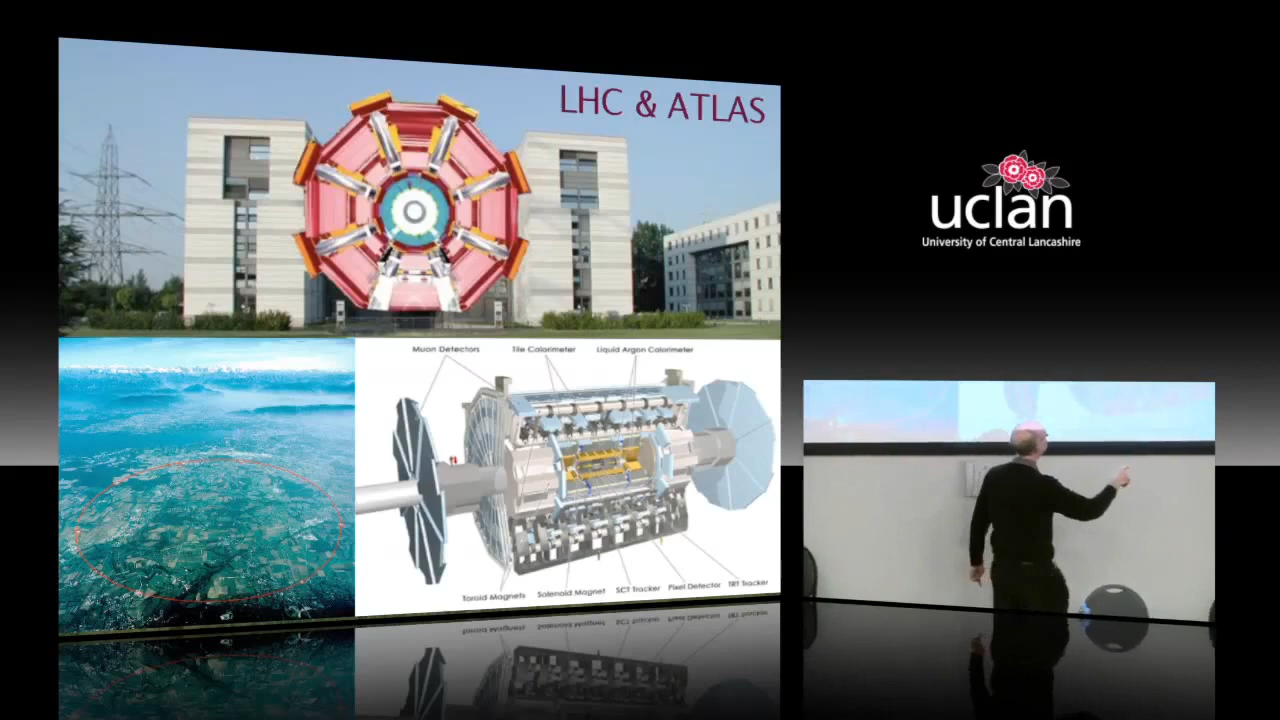 LHC & ATLAS
uclan
University of Central Lancashire
Muon Detectors Tile Calorimeter Liquid Argon Calorimeter
Toroid Magnets Solenoid Magnet SCT Tracker Pixel Detector TRT Tracker